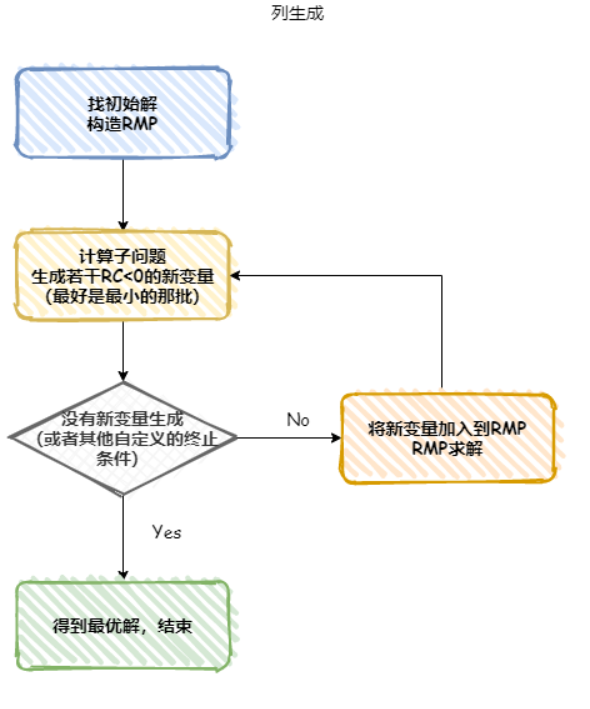 列生成
找初始解
构造RMP
计算子问题
生成若干RC<0的新变量
（最好是最小的那批）
没有新变量生成
（或者其他自定义的终止
条件）
No
将新变量加入到RMP
RMP求解
Yes
得到最优解，结束